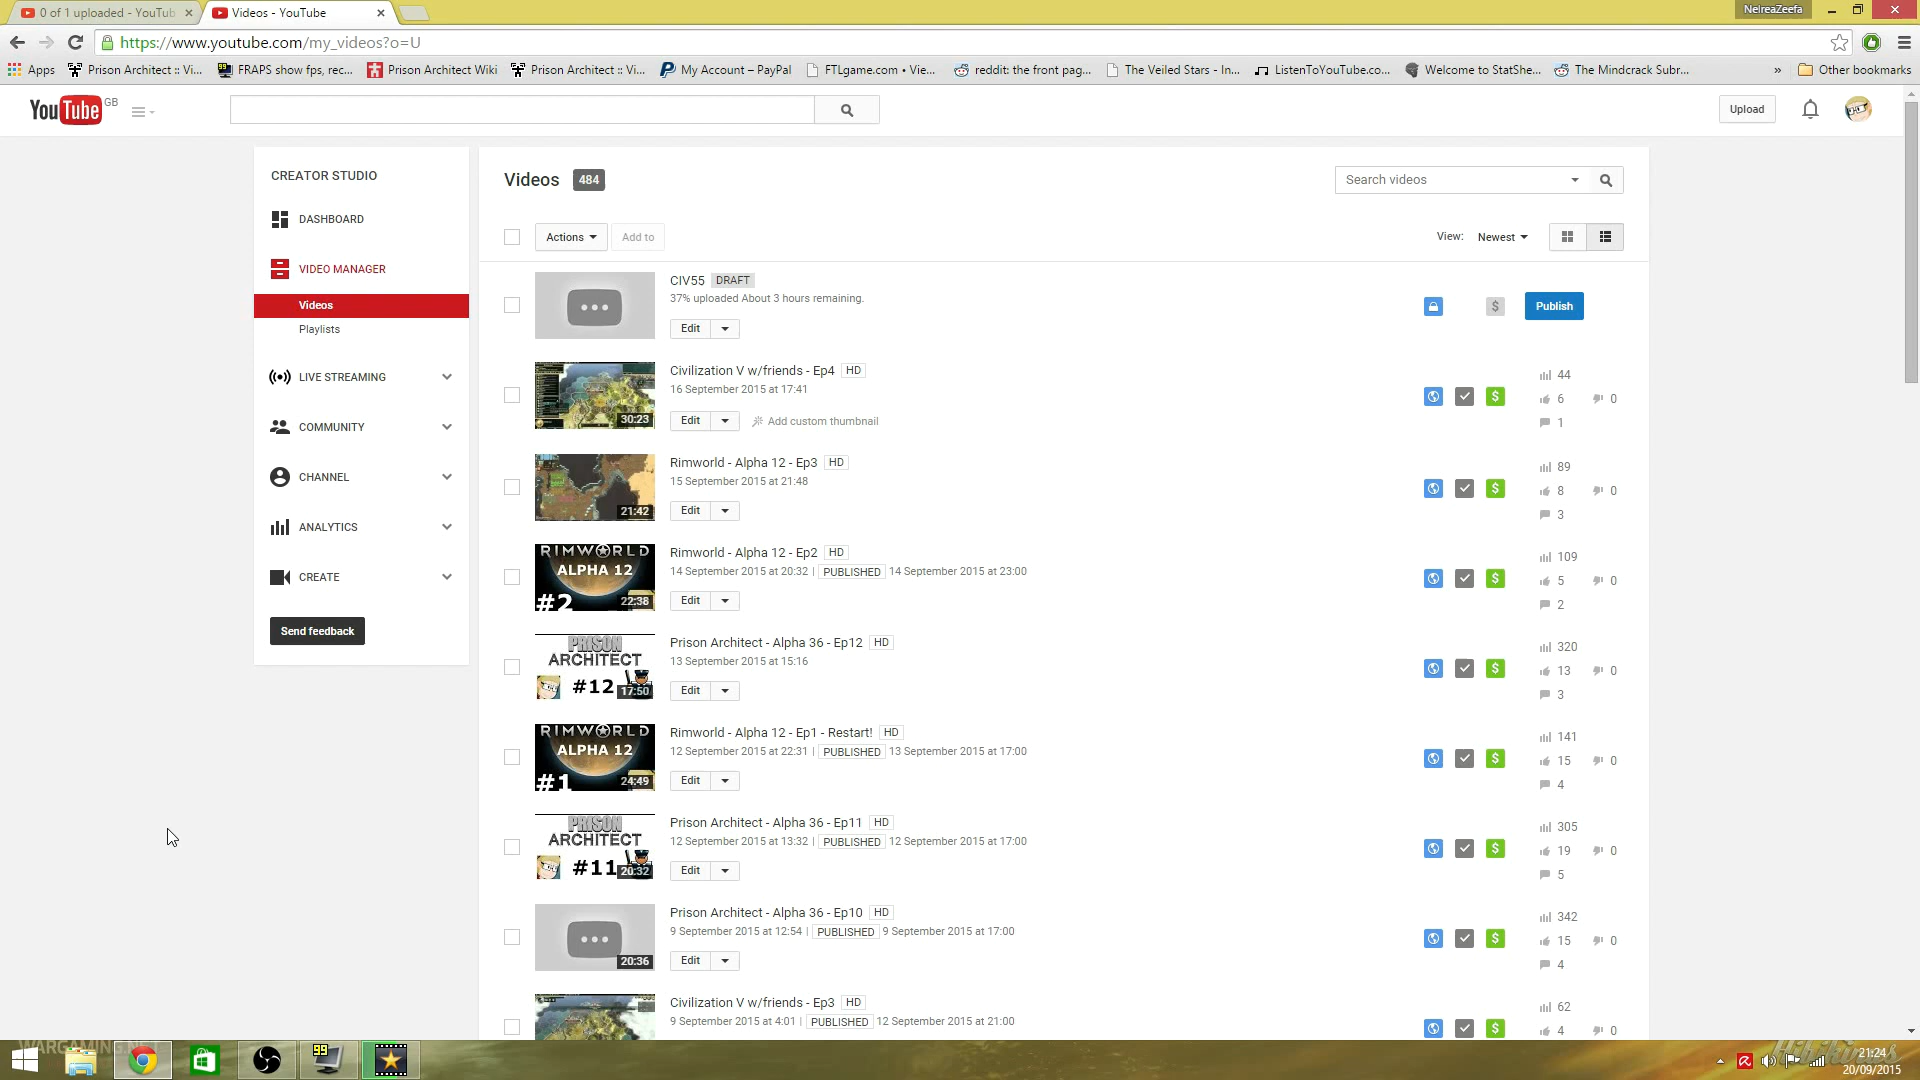 0 of 1 uploaded - YouTub
Videos - YouTube
NeireaZeefa
https://www.youtube.com/my_videos?o=U
Apps
Prison Architect :: Vi...
FRAPS show fps, rec...
Prison Architect Wiki
Prison Architect :: Vi...
My Account – PayPal
FTLgame.com • Vie...
reddit: the front pag...
The Veiled Stars - In...
ListenToYouTube.co...
Welcome to StatShe...
The Mindcrack Subr...
»
Other bookmarks
YouTube GB
Upload
CREATOR STUDIO
DASHBOARD
VIDEO MANAGER
Videos
Playlists
LIVE STREAMING
COMMUNITY
CHANNEL
ANALYTICS
CREATE
Send feedback
Videos 484
Search videos
Actions
Add to
View: Newest
CIV55 DRAFT
37% uploaded About 3 hours remaining.
Edit
$
Publish
30:23
Civilization V w/friends - Ep4 HD
16 September 2015 at 17:41
Edit
Add custom thumbnail
$
44
6 0
1
21:42
Rimworld - Alpha 12 - Ep3 HD
15 September 2015 at 21:48
Edit
$
89
8 0
3
RIMWORLD
ALPHA 12
#2 22:38
Rimworld - Alpha 12 - Ep2 HD
14 September 2015 at 20:32 | PUBLISHED 14 September 2015 at 23:00
Edit
$
109
5 0
2
PRISON
ARCHITECT
#12 17:50
Prison Architect - Alpha 36 - Ep12 HD
13 September 2015 at 15:16
Edit
$
320
13 0
3
RIMWORLD
ALPHA 12
#1 24:49
Rimworld - Alpha 12 - Ep1 - Restart! HD
12 September 2015 at 22:31 | PUBLISHED 13 September 2015 at 17:00
Edit
$
141
15 0
4
PRISON
ARCHITECT
#11 20:32
Prison Architect - Alpha 36 - Ep11 HD
12 September 2015 at 13:32 | PUBLISHED 12 September 2015 at 17:00
Edit
$
305
19 0
5
20:36
Prison Architect - Alpha 36 - Ep10 HD
9 September 2015 at 12:54 | PUBLISHED 9 September 2015 at 17:00
Edit
$
342
15 0
4
Civilization V w/friends - Ep3 HD
9 September 2015 at 4:01 | PUBLISHED 12 September 2015 at 21:00
$
62
4 0
WARGAMING.NET
99
21:24
20/09/2015